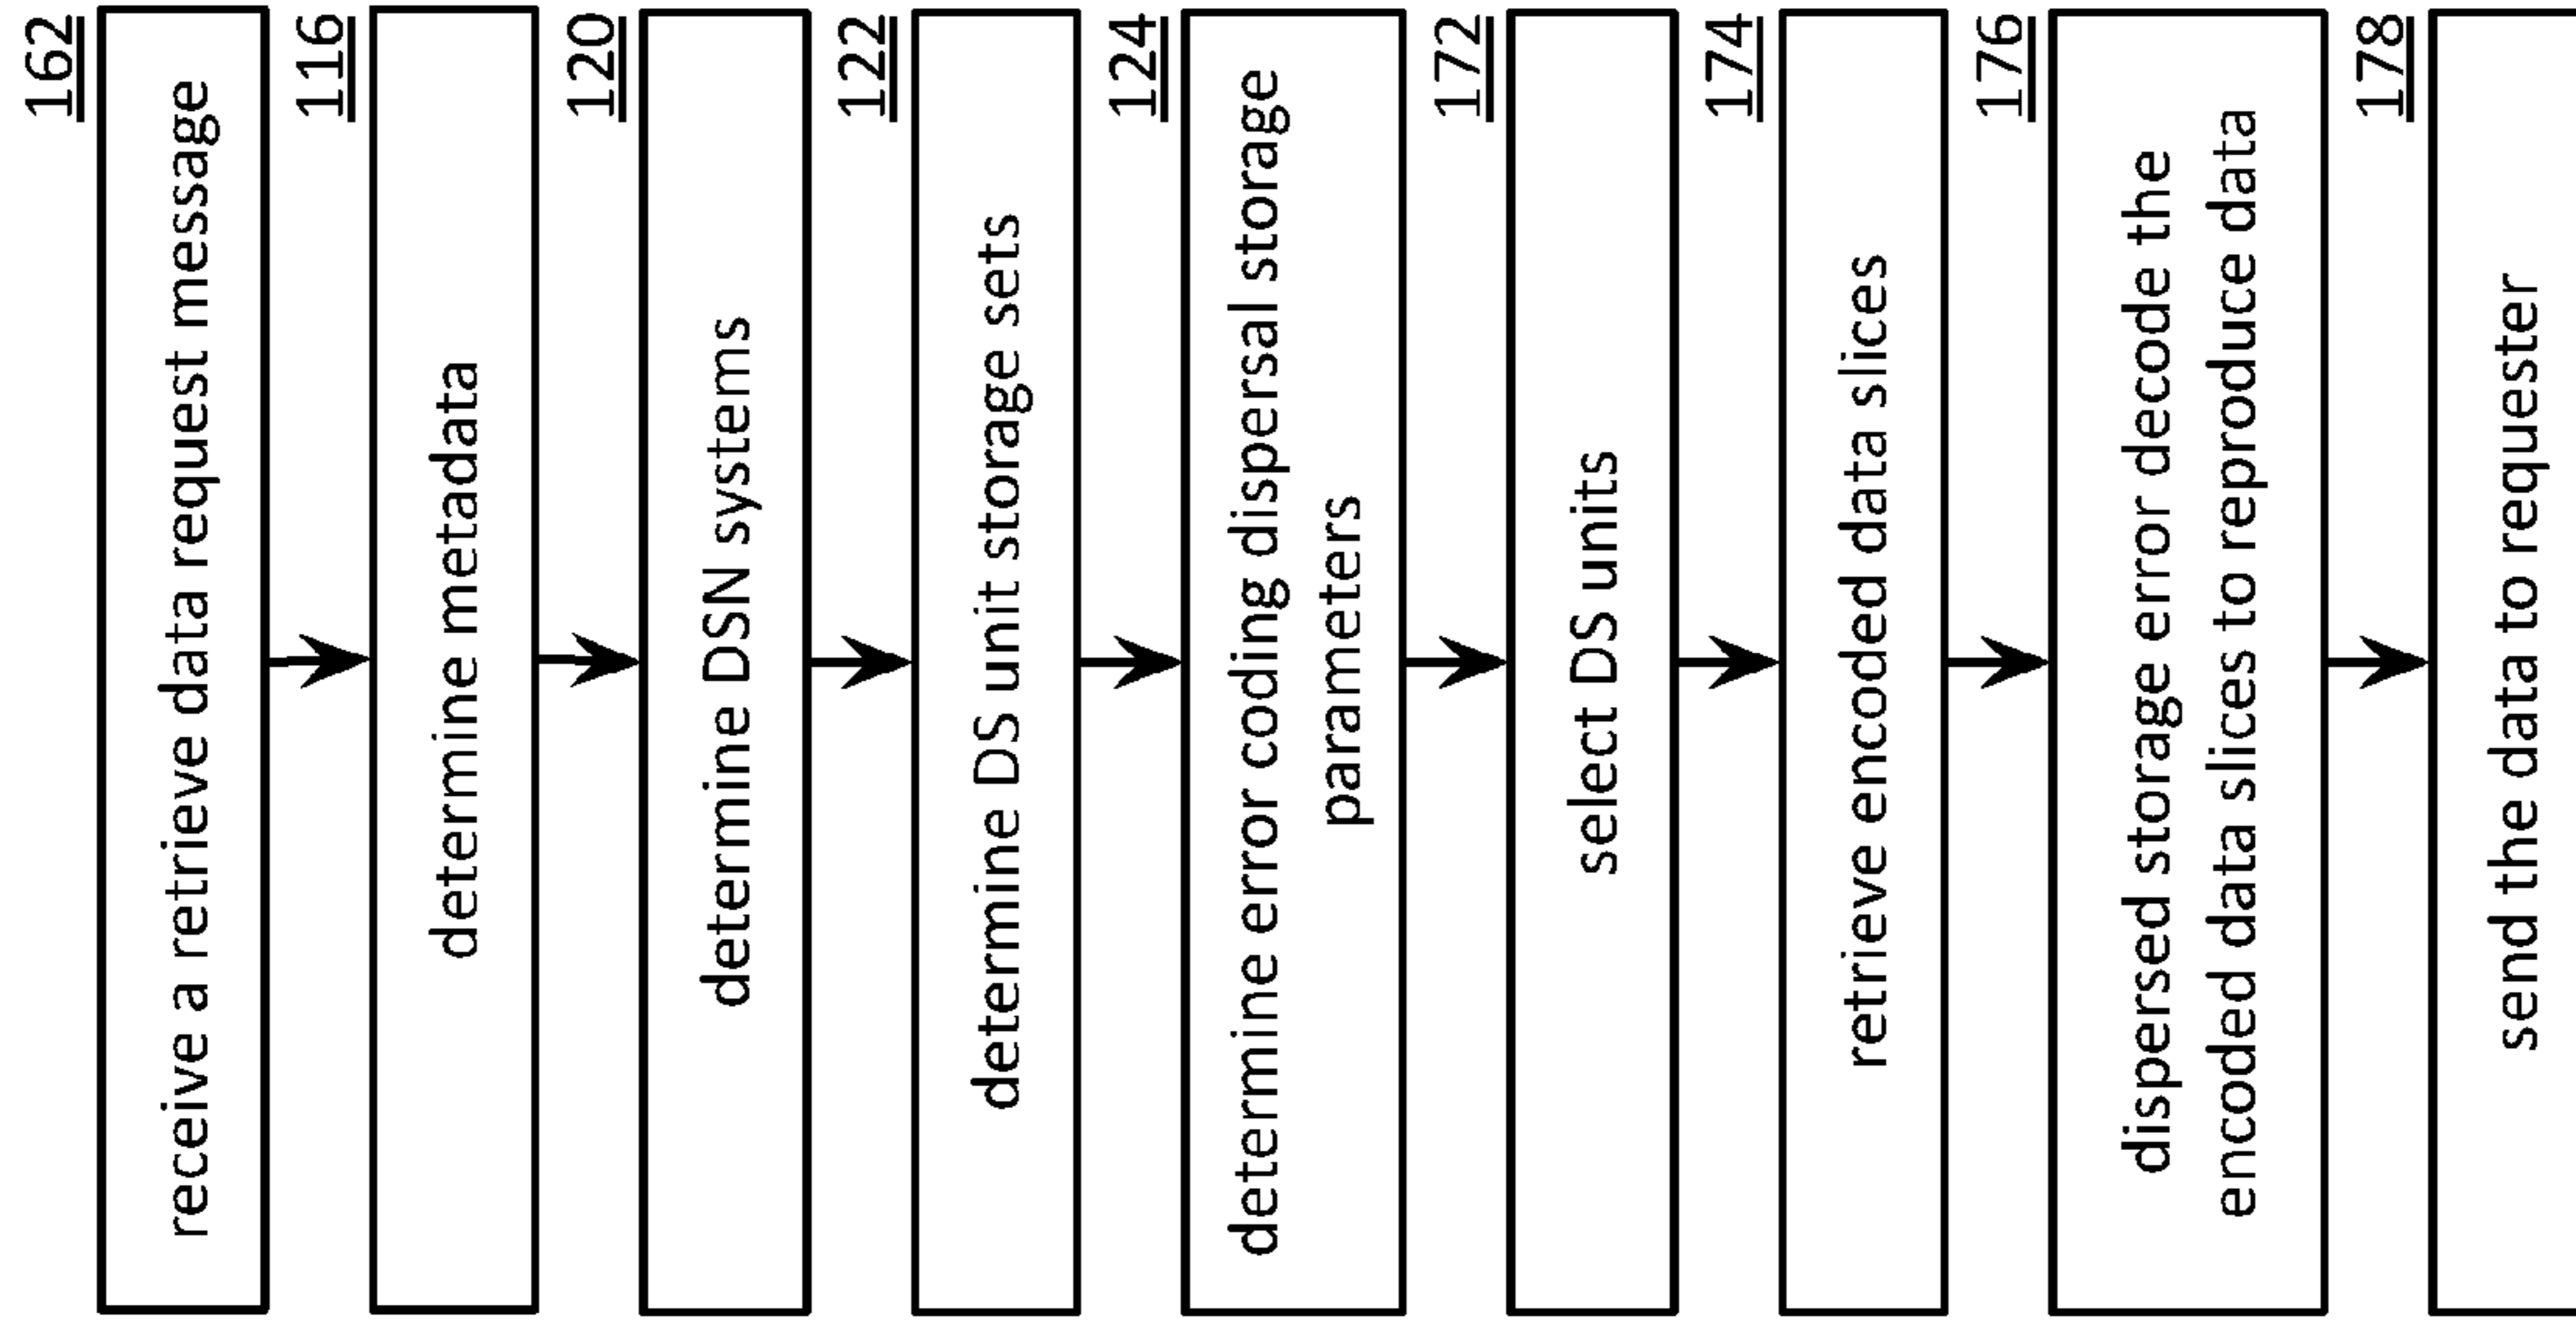 162
receive a retrieve data request message
116
determine metadata
120
determine DSN systems
122
determine DS unit storage sets
124
determine error coding dispersal storage
parameters
172
select DS units
174
retrieve encoded data slices
176
dispersed storage error decode the
encoded data slices to reproduce data
178
send the data to requester